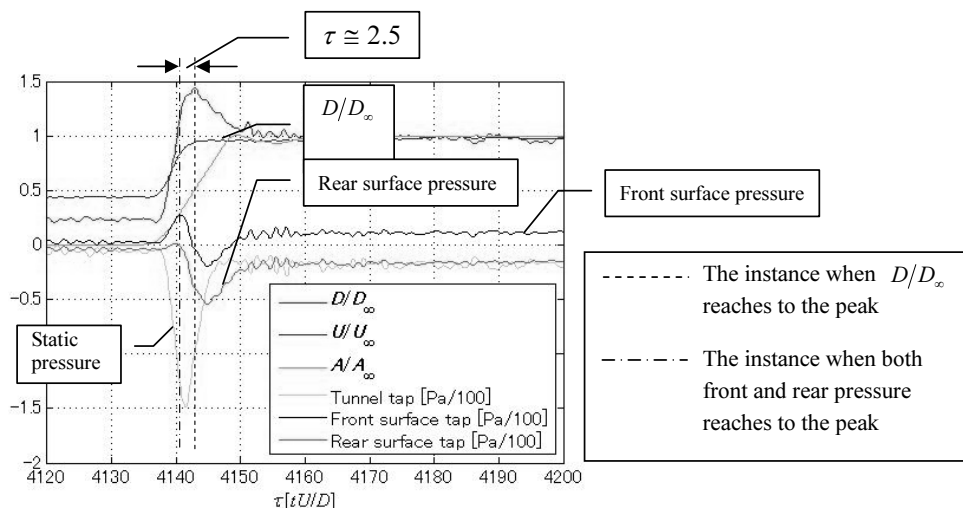 τ ≅ 2.5
1.5
1
0.5
0
-0.5
-1
-1.5
-2
4120 4130 4140 4150 4160 4170 4180 4190 4200
τ[tU/D]
D/D∞
Rear surface pressure
Front surface pressure
Static
pressure
D/D∞
U/U∞
A/A∞
Tunnel tap [Pa/100]
Front surface tap [Pa/100]
Rear surface tap [Pa/100]
The instance when D/D∞
reaches to the peak
The instance when both
front and rear pressure
reaches to the peak